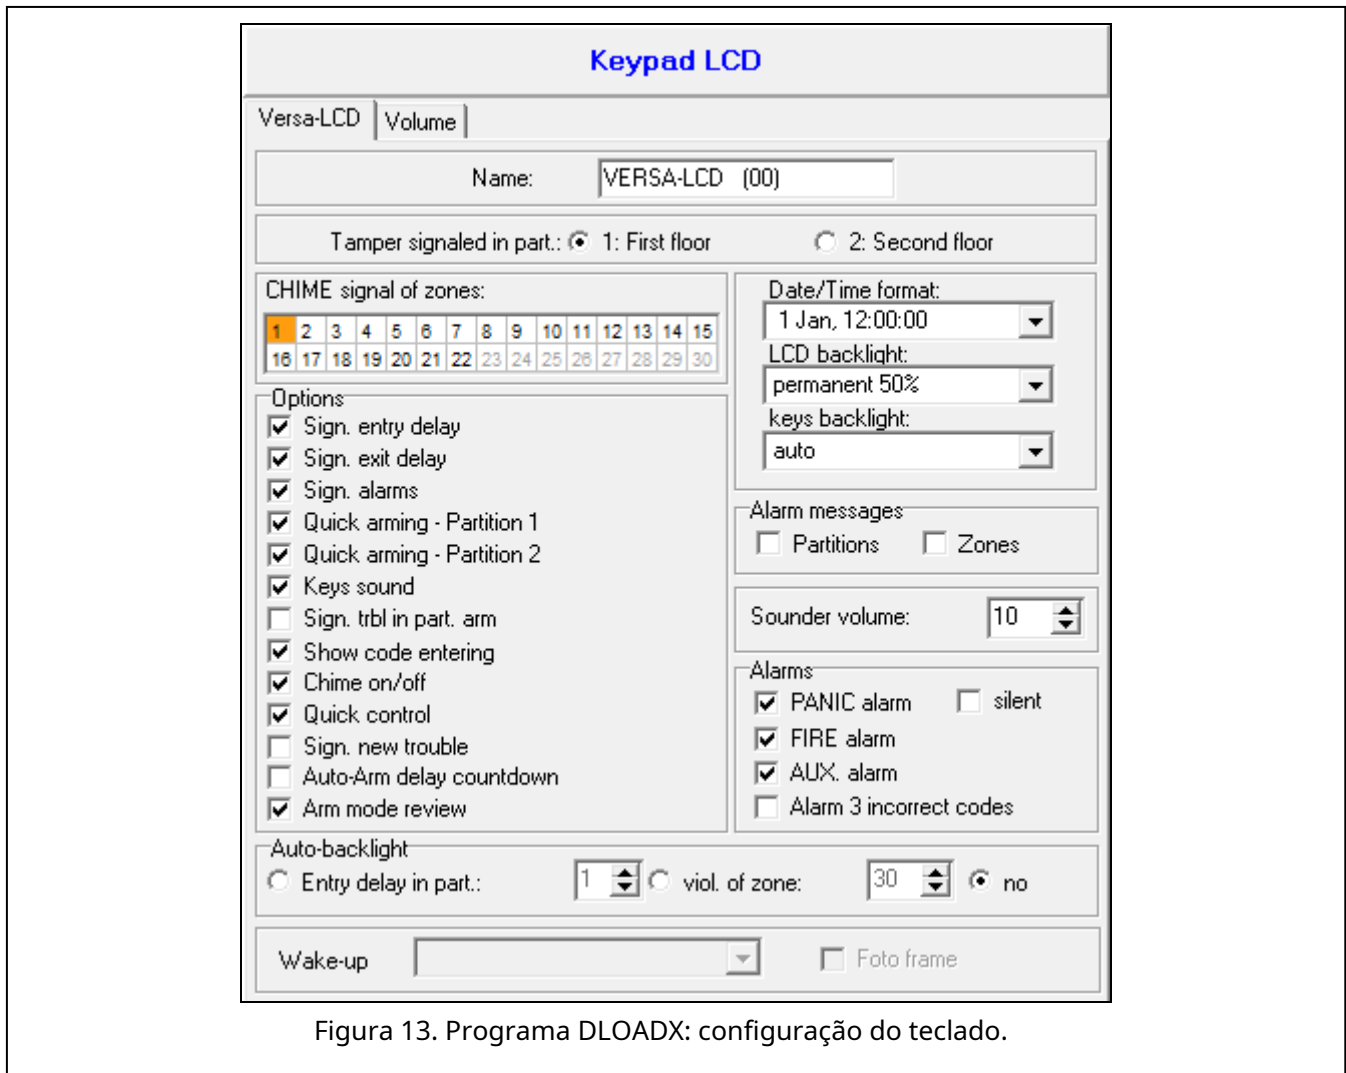 Keypad LCD
Versa-LCD Volume
Name: VERSA-LCD (00)
Tamper signaled in part.: 1: First floor 2: Second floor
CHIME signal of zones:
1 2 3 4 5 6 7 8 9 10 11 12 13 14 15
16 17 18 19 20 21 22 23 24 25 26 27 28 29 30
Options
Sign. entry delay
Sign. exit delay
Sign. alarms
Quick arming - Partition 1
Quick arming - Partition 2
Keys sound
Sign. trbl in part. arm
Show code entering
Chime on/off
Quick control
Sign. new trouble
Auto-Arm delay countdown
Arm mode review
Date/Time format:
1 Jan, 12:00:00
LCD backlight:
permanent 50%
keys backlight:
auto
Alarm messages
Partitions Zones
Sounder volume: 10
Alarms
PANIC alarm silent
FIRE alarm
AUX. alarm
Alarm 3 incorrect codes
Auto-backlight
Entry delay in part.: 1 viol. of zone: 30 no
Wake-up Foto frame
Figura 13. Programa DLOADX: configuração do teclado.